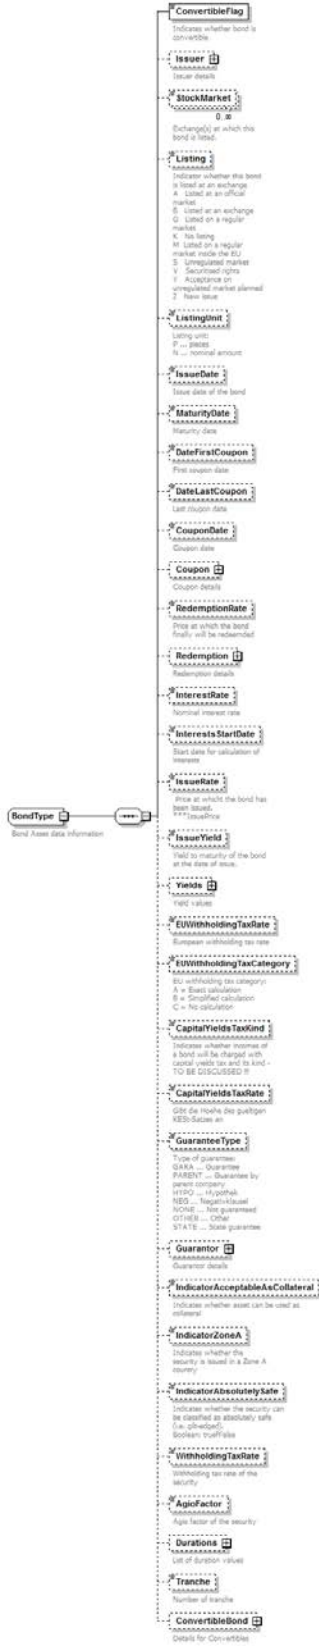 ConvertibleFlag
Indicates whether bond is
convertible
Issuer
Issuer details
StockMarket
0..∞
Exchange(s) at which this
bond is listed.
Listing
Indicator whether this bond
is listed at an exchange
A Listed at an official
market
B Listed at an exchange
G Listed on a regular
market
K No listing
M Listed on a regular
market inside the EU
S Unregulated market
V Securitised rights
Y Acceptance on
unregulated market planned
Z New issue
ListingUnit
Listing unit:
P ... pieces
N ... nominal amount
IssueDate
Issue date of the bond
MaturityDate
Maturity date
DateFirstCoupon
First coupon date
DateLastCoupon
Last coupon date
CouponDate
Coupon date
Coupon
Coupon details
RedemptionRate
Price at which the bond
finally will be redeemded
Redemption
Redemption details
InterestRate
Nominal interest rate
InterestsStartDate
Start date for calculation of
interests
IssueRate
Price at whicht the bond has
been issued.
***IssuePrice
BondType
Bond Asset data information
IssueYield
Yield to maturity of the bond
at the date of issue.
Yields
Yield values
EUWithholdingTaxRate
European withholding tax rate
EUWithholdingTaxCategory
EU withholding tax category:
A = Exact calculation
B = Simplified calculation
C = No calculation
CapitalYieldsTaxKind
Indicates whether incomes of
a bond will be charged with
capital yields tax and its kind -
TO BE DISCUSSED !!!
CapitalYieldsTaxRate
Gibt die Hoehe des gueltigen
KESt-Satzes an
GuaranteeType
Type of guarantee:
GARA ... Guarantee
PARENT ... Guarantee by
parent company
HYPO ... Hypothek
NEG ... Negativklausel
NONE ... Not guaranteed
OTHER ... Other
STATE ... State guarantee
Guarantor
Guarantor details
IndicatorAcceptableAsCollateral
Indicates whether asset can be used as
collateral
IndicatorZoneA
Indicates whether the
security is issued in a Zone A
country
IndicatorAbsolutelySafe
Indicates whether the security can
be classified as absolutely safe
(i.e. gilt-edged).
Boolean: true/false
WithholdingTaxRate
Withholding tax rate of the
security
AgioFactor
Agio factor of the security
Durations
List of duration values
Tranche
Number of tranche
ConvertibleBond
Details for Convertibles